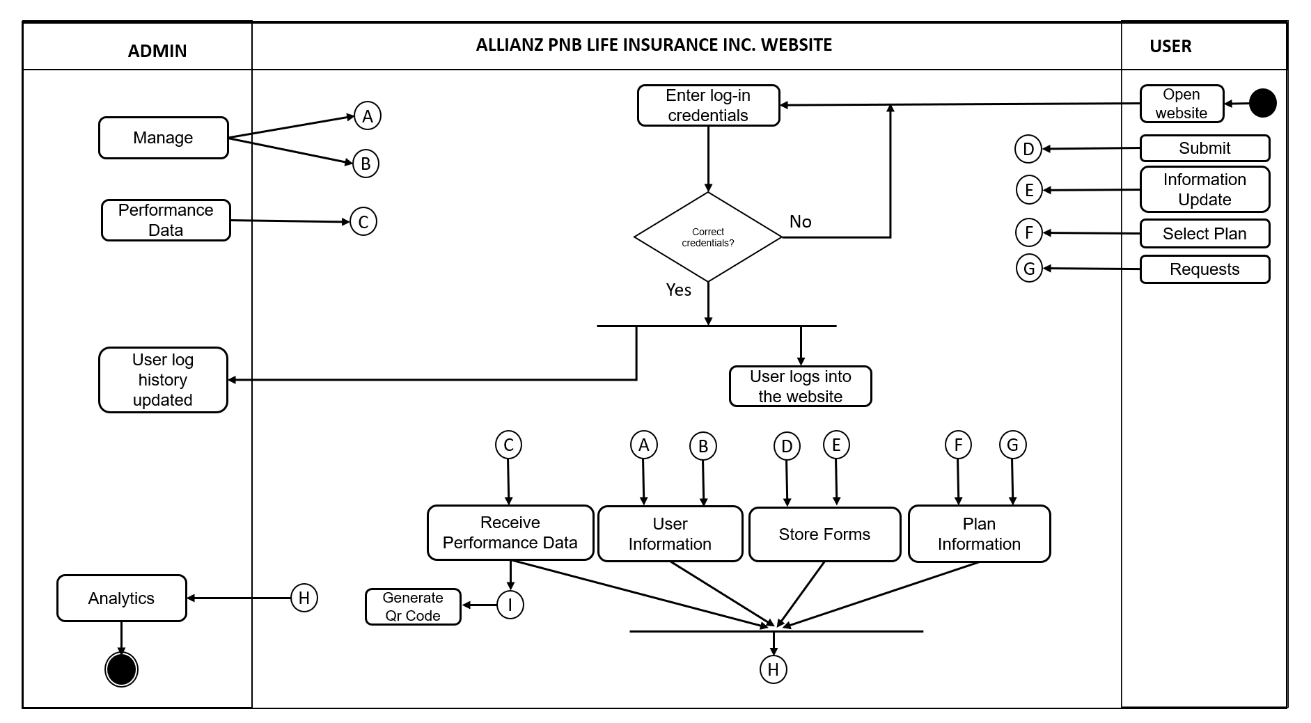 ADMIN
ALLIANZ PNB LIFE INSURANCE INC. WEBSITE
USER
Manage
A
B
Performance
Data
C
Enter log-in
credentials
Open
website
D
Submit
E
Information
Update
F
Select Plan
G
Requests
Correct
credentials?
No
Yes
User log
history
updated
User logs into
the website
C
A
B
D
E
F
G
Receive
Performance Data
User
Information
Store Forms
Plan
Information
Analytics
H
Generate
Qr Code
I
H